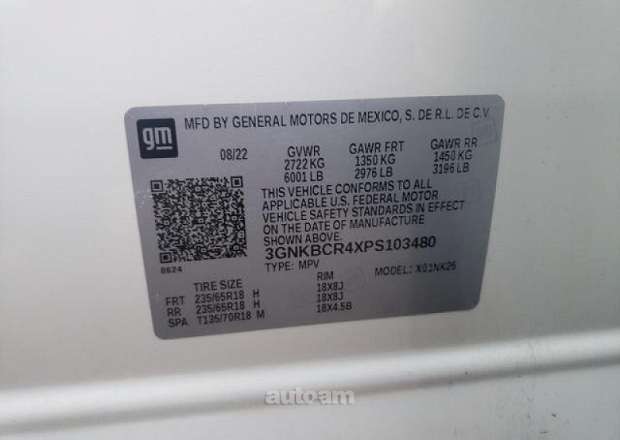 gm
MFD BY GENERAL MOTORS DE MEXICO, S. DE R.L. DE C.V.
08/22 GVWR GAWR FRT GAWR RR
2722 KG 1350 KG 1450 KG
6001 LB 2976 LB 3196 LB
THIS VEHICLE CONFORMS TO ALL
APPLICABLE U.S. FEDERAL MOTOR
VEHICLE SAFETY STANDARDS IN EFFECT
ON THE DATE OF MANUFACTURE
SHOWN ABOVE.
3GNKBCR4XPS103480
0624
TYPE: MPV MODEL: X01NK26
TIRE SIZE RIM
FRT 235/65R18 H 18X8J
RR 235/65R18 H 18X8J
SPA T135/70R18 M 18X4.5B
autoam